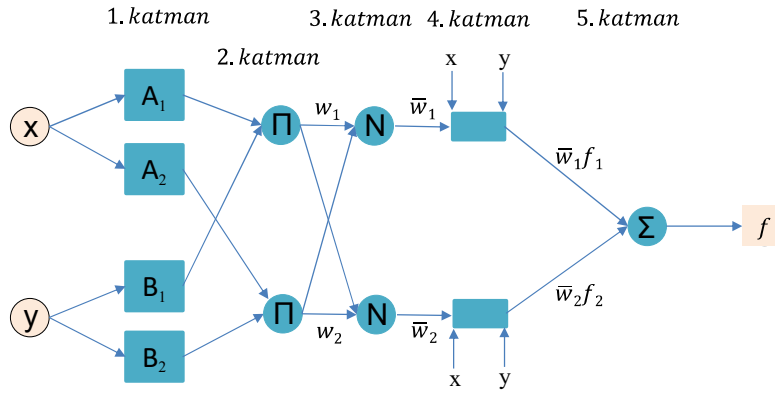 1. katman
2. katman
3. katman
4. katman
5. katman
x
y
x
y
A₁
A₂
B₁
B₂
Π
Π
w₁
w₂
N
N
w̅₁
w̅₂
x
y
w̅₁f₁
w̅₂f₂
Σ
f